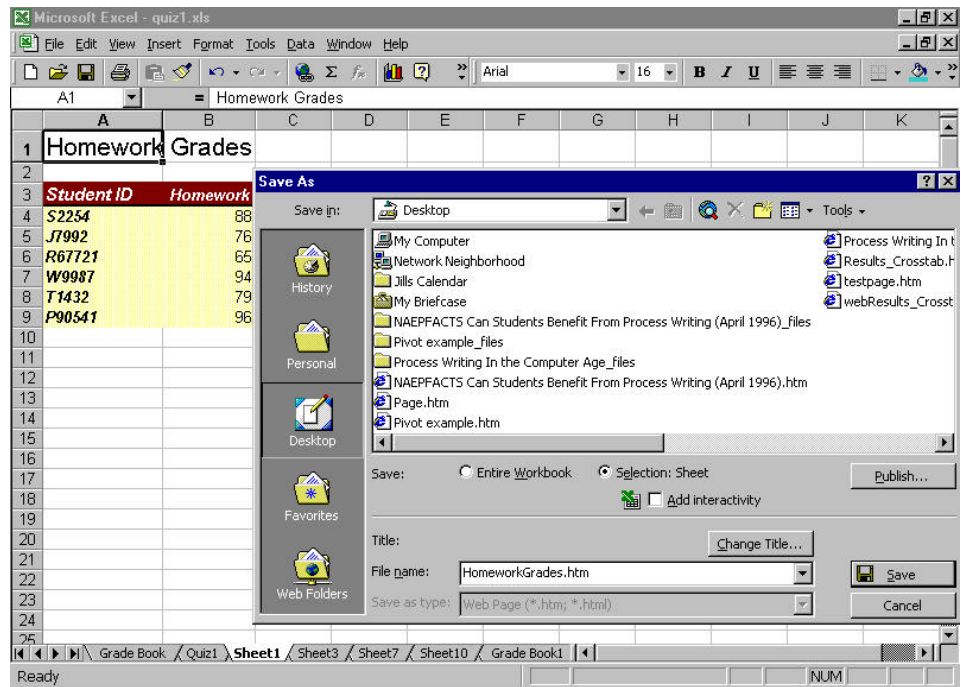 Microsoft Excel - quiz1.xls
File Edit View Insert Format Tools Data Window Help
Arial 16 B I U
A1 = Homework Grades
A B C D E F G H I J K
1 Homework Grades
2
3 Student ID Homework
4 S2254 88
5 J7992 76
6 R67721 65
7 W9987 94
8 T1432 79
9 P90541 96
10
11
12
13
14
15
16
17
18
19
20
21
22
23
24
25
Save As
Save in: Desktop Tools
History
Personal
Desktop
Favorites
Web Folders
My Computer
Network Neighborhood
Jills Calendar
My Briefcase
NAEPFACTS Can Students Benefit From Process Writing (April 1996)_files
Pivot example_files
Process Writing In the Computer Age_files
NAEPFACTS Can Students Benefit From Process Writing (April 1996).htm
Page.htm
Pivot example.htm
Process Writing In t
Results_Crosstab.h
testpage.htm
webResults_Crosst
Save: Entire Workbook Selection: Sheet Publish...
Add interactivity
Title: Change Title...
File name: HomeworkGrades.htm Save
Save as type: Web Page (*.htm; *.html) Cancel
Grade Book Quiz1 Sheet1 Sheet3 Sheet7 Sheet10 Grade Book1
Ready NUM